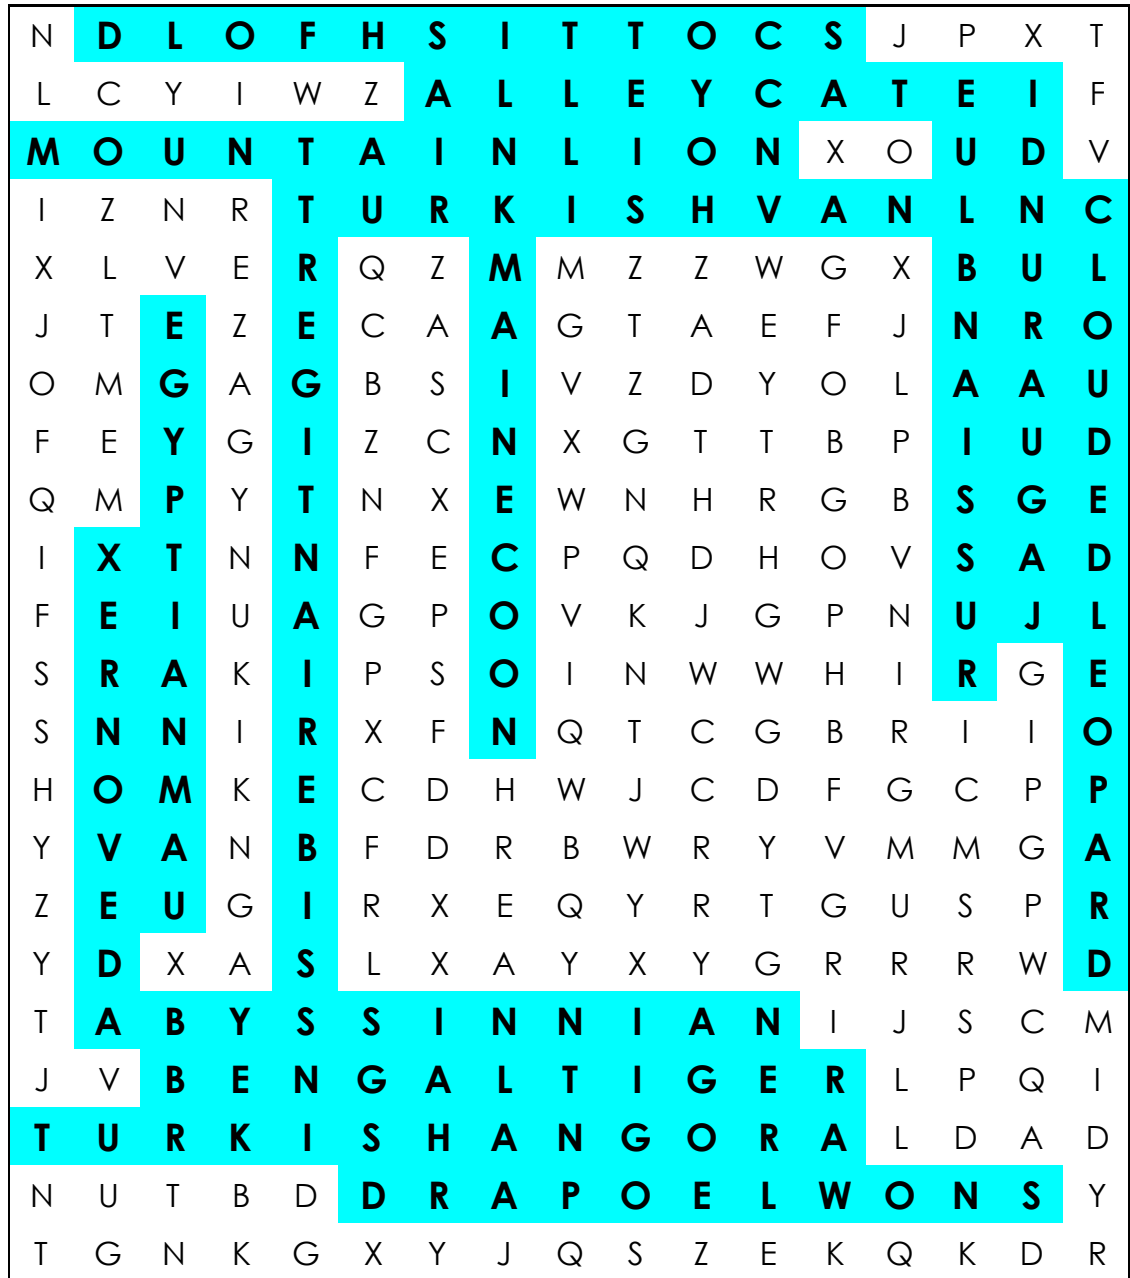 N D L O F H S I T T O C S J P X T
L C Y I W Z A L L E Y C A T E I F
M O U N T A I N L I O N X O U D V
I Z N R T U R K I S H V A N L N C
X L V E R Q Z M M Z Z W G X B U L
J T E Z E C A A G T A E F J N R O
O M G A G B S I V Z D Y O L A A U
F E Y G I Z C N X G T T B P I U D
Q M P Y T N X E W N H R G B S G E
I X T N N F E C P Q D H O V S A D
F E I U A G P O V K J G P N U J L
S R A K I P S O I N W W H I R G E
S N N I R X F N Q T C G B R I I O
H O M K E C D H W J C D F G C P P
Y V A N B F D R B W R Y V M M G A
Z E U G I R X E Q Y R T G U S P R
Y D X A S L X A Y X Y G R R R W D
T A B Y S S I N N I A N I J S C M
J V B E N G A L T I G E R L P Q I
T U R K I S H A N G O R A L D A D
N U T B D D R A P O E L W O N S Y
T G N K G X Y J Q S Z E K Q K D R